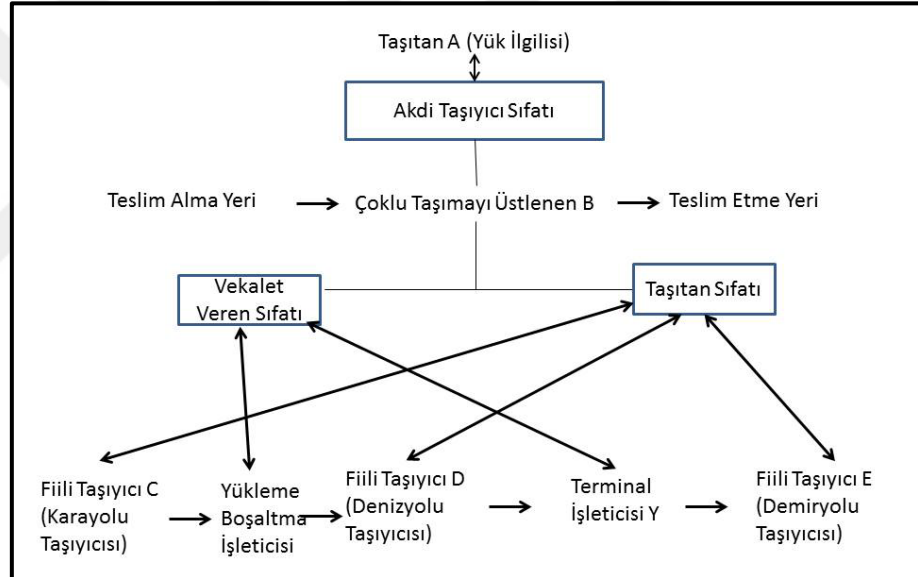 Taşıtan A (Yük İlgilisi)
Akdi Taşıyıcı Sıfatı
Teslim Alma Yeri
Çoklu Taşımayı Üstlenen B
Teslim Etme Yeri
Vekalet
Veren Sıfatı
Taşıtan Sıfatı
Fiili Taşıyıcı C
(Karayolu
Taşıyıcısı)
Yükleme
Boşaltma
İşleticisi
Fiili Taşıyıcı D
(Denizyolu
Taşıyıcısı)
Terminal
İşleticisi Y
Fiili Taşıyıcı E
(Demiryolu
Taşıyıcısı)